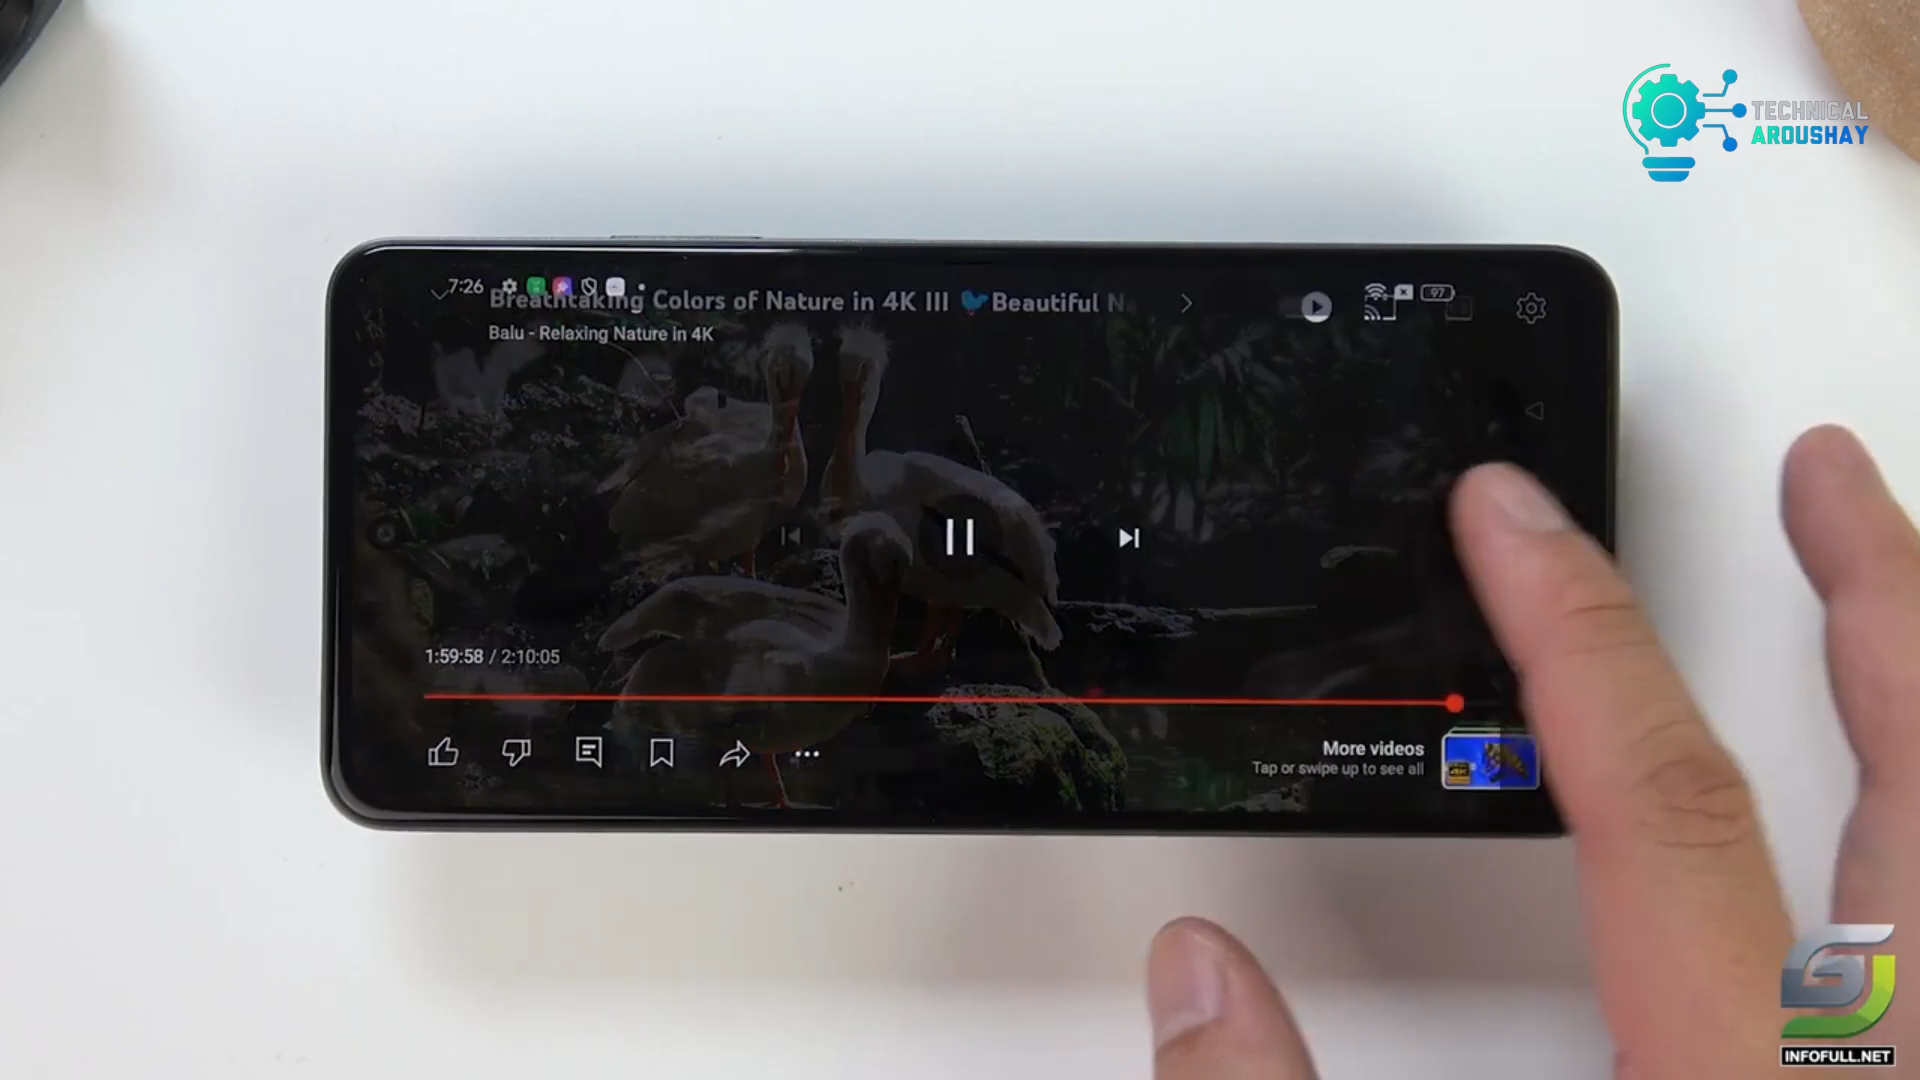 TECHNICAL
AROUSHAY
7:26
97
Breathtaking Colors of Nature in 4K III 🐦Beautiful N
Balu - Relaxing Nature in 4K
1:59:58 / 2:10:05
More videos
Tap or swipe up to see all
4K
INFOFULL.NET